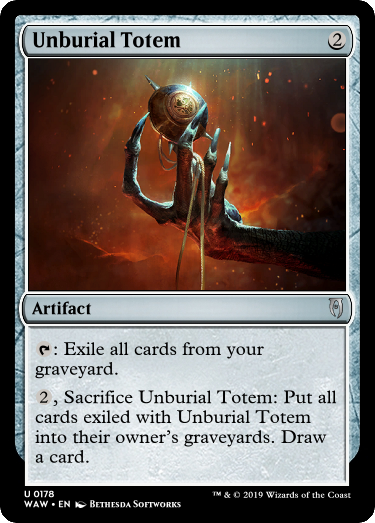 Unburial Totem 2
Artifact
: Exile all cards from your
graveyard.
2, Sacrifice Unburial Totem: Put all
cards exiled with Unburial Totem
into their owner's graveyards. Draw
a card.
U 0178
WAW • EN Bethesda Softworks
™ & © 2019 Wizards of the Coast